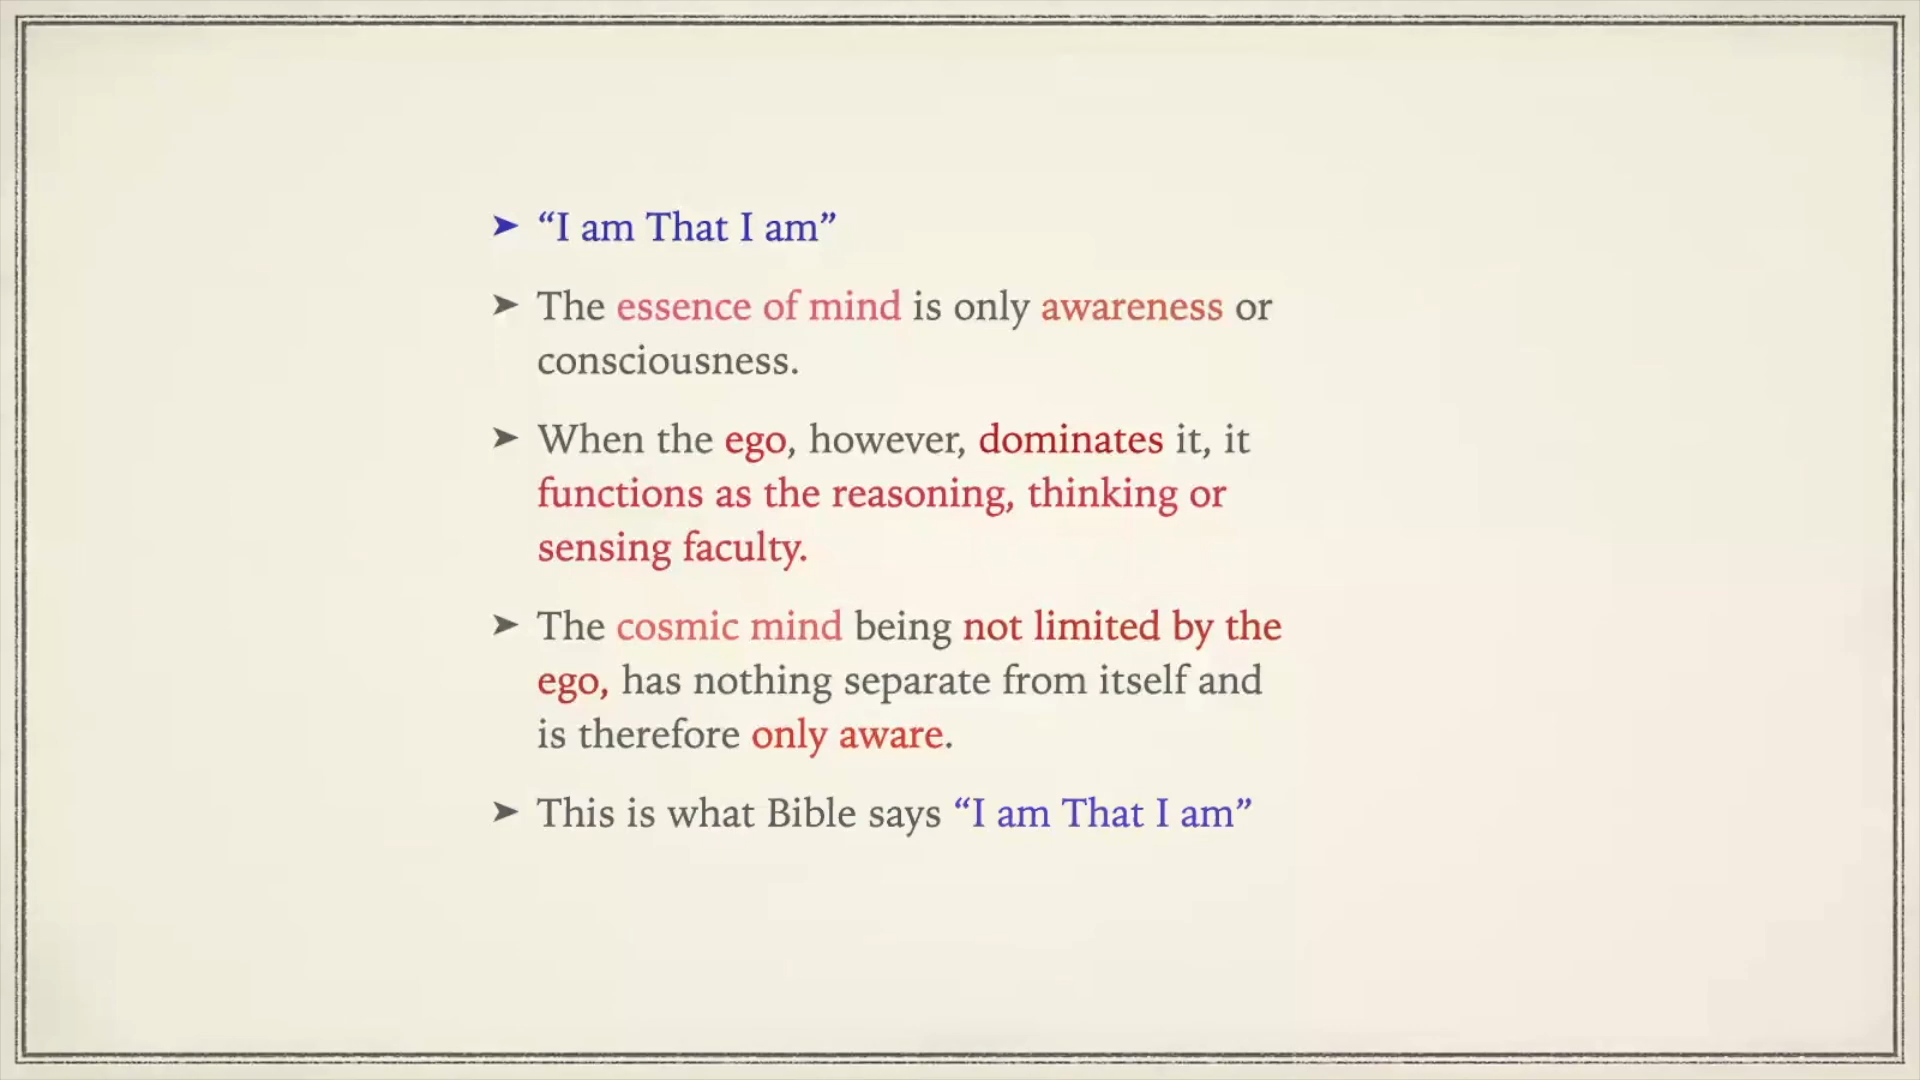 ➤ “I am That I am”
➤ The essence of mind is only awareness or
consciousness.
➤ When the ego, however, dominates it, it
functions as the reasoning, thinking or
sensing faculty.
➤ The cosmic mind being not limited by the
ego, has nothing separate from itself and
is therefore only aware.
➤ This is what Bible says “I am That I am”